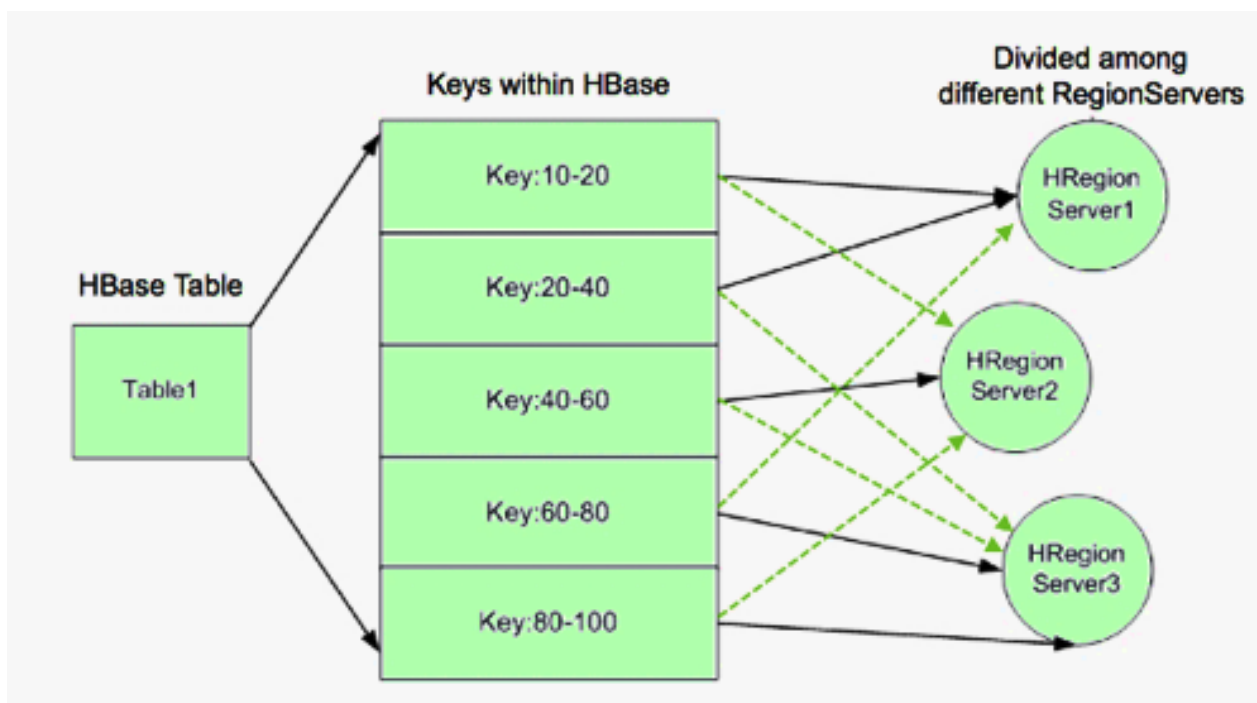 Keys within HBase
Divided among
different RegionServers
HBase Table
Table1
Key:10-20
Key:20-40
Key:40-60
Key:60-80
Key:80-100
HRegion
Server1
HRegion
Server2
HRegion
Server3